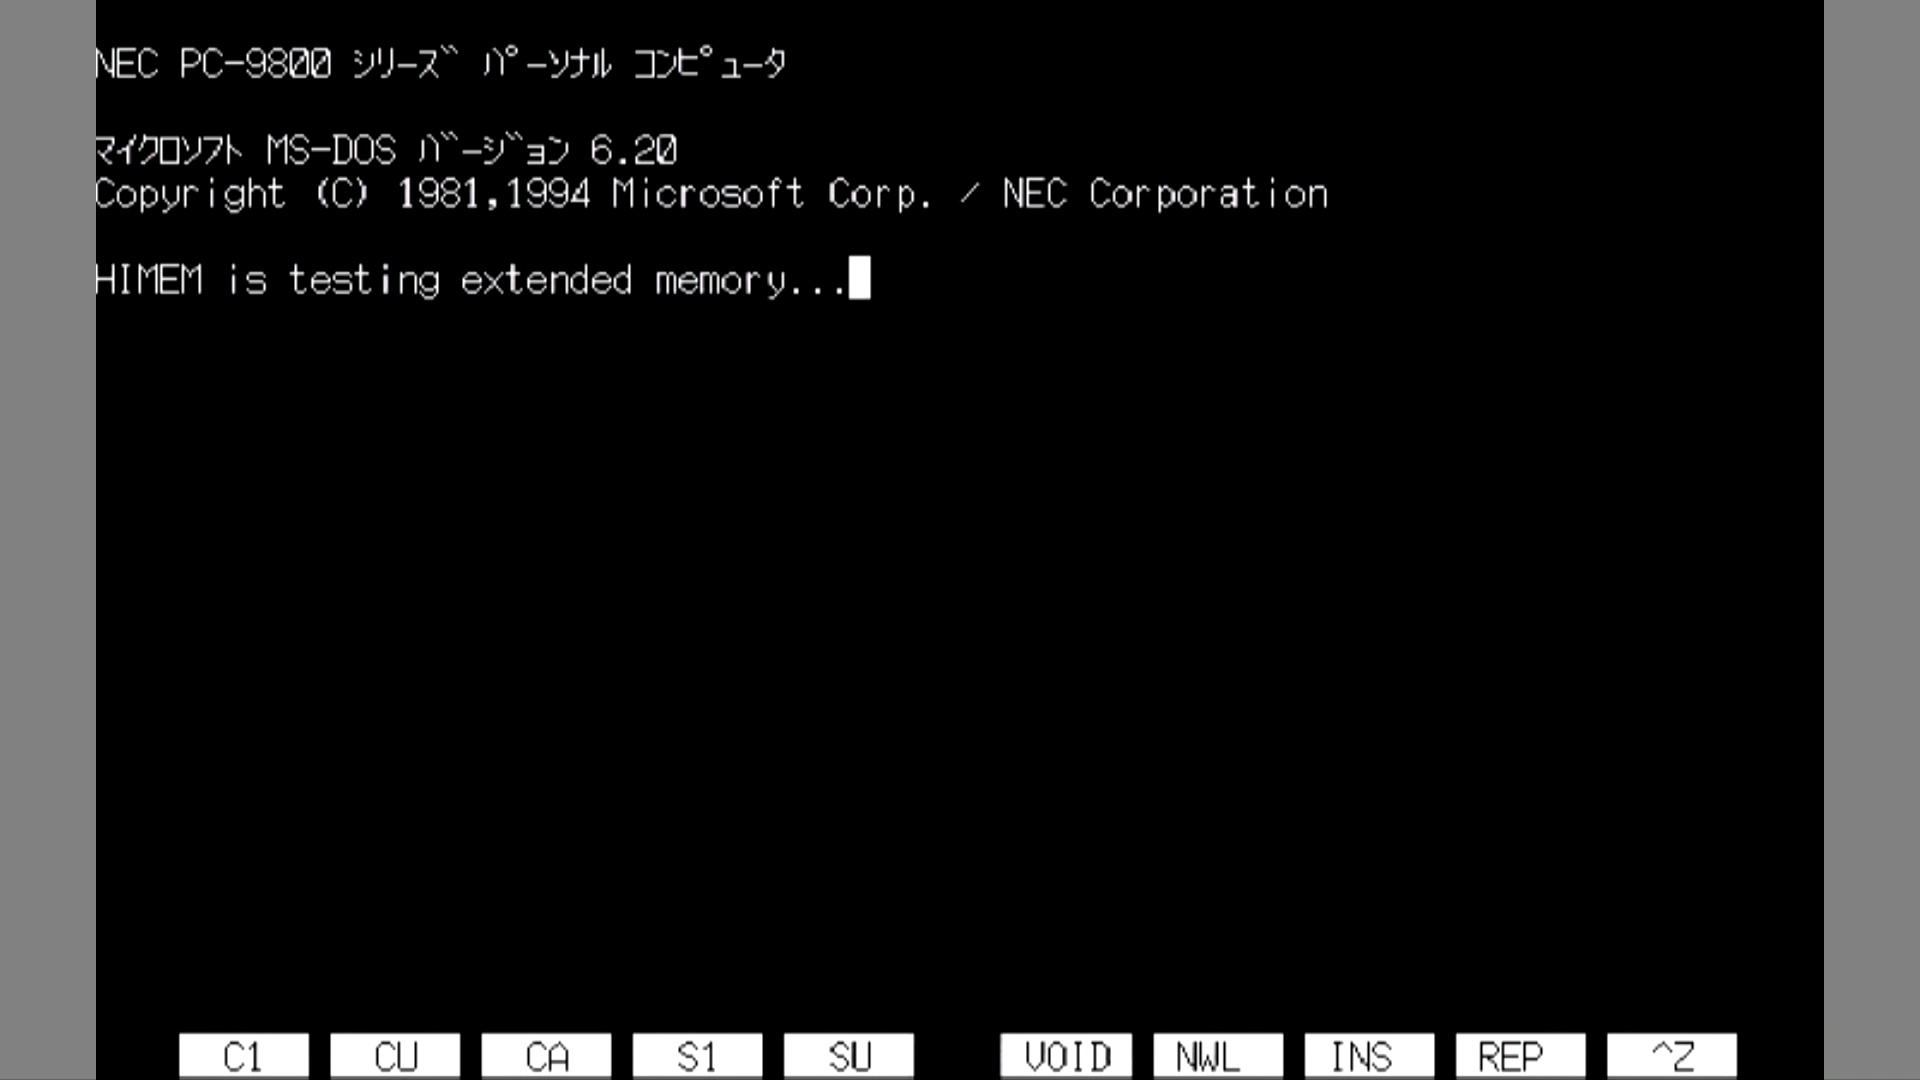 NEC PC-9800 ｼﾘｰｽﾞ ﾊﾟｰｿﾅﾙ ｺﾝﾋﾟｭｰﾀ
ﾏｲｸﾛｿﾌﾄ MS-DOS ﾊﾞｰｼﾞｮﾝ 6.20
Copyright (C) 1981,1994 Microsoft Corp. / NEC Corporation
HIMEM is testing extended memory...
C1 CU CA S1 SU VOID NWL INS REP ^Z